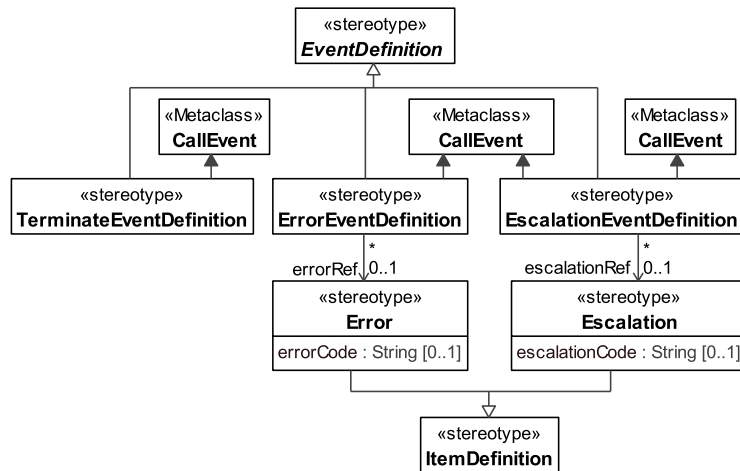 «stereotype»
EventDefinition
«Metaclass»
CallEvent
«Metaclass»
CallEvent
«Metaclass»
CallEvent
«stereotype»
TerminateEventDefinition
«stereotype»
ErrorEventDefinition
«stereotype»
EscalationEventDefinition
*
errorRef 0..1
*
escalationRef 0..1
«stereotype»
Error
errorCode : String [0..1]
«stereotype»
Escalation
escalationCode : String [0..1]
«stereotype»
ItemDefinition